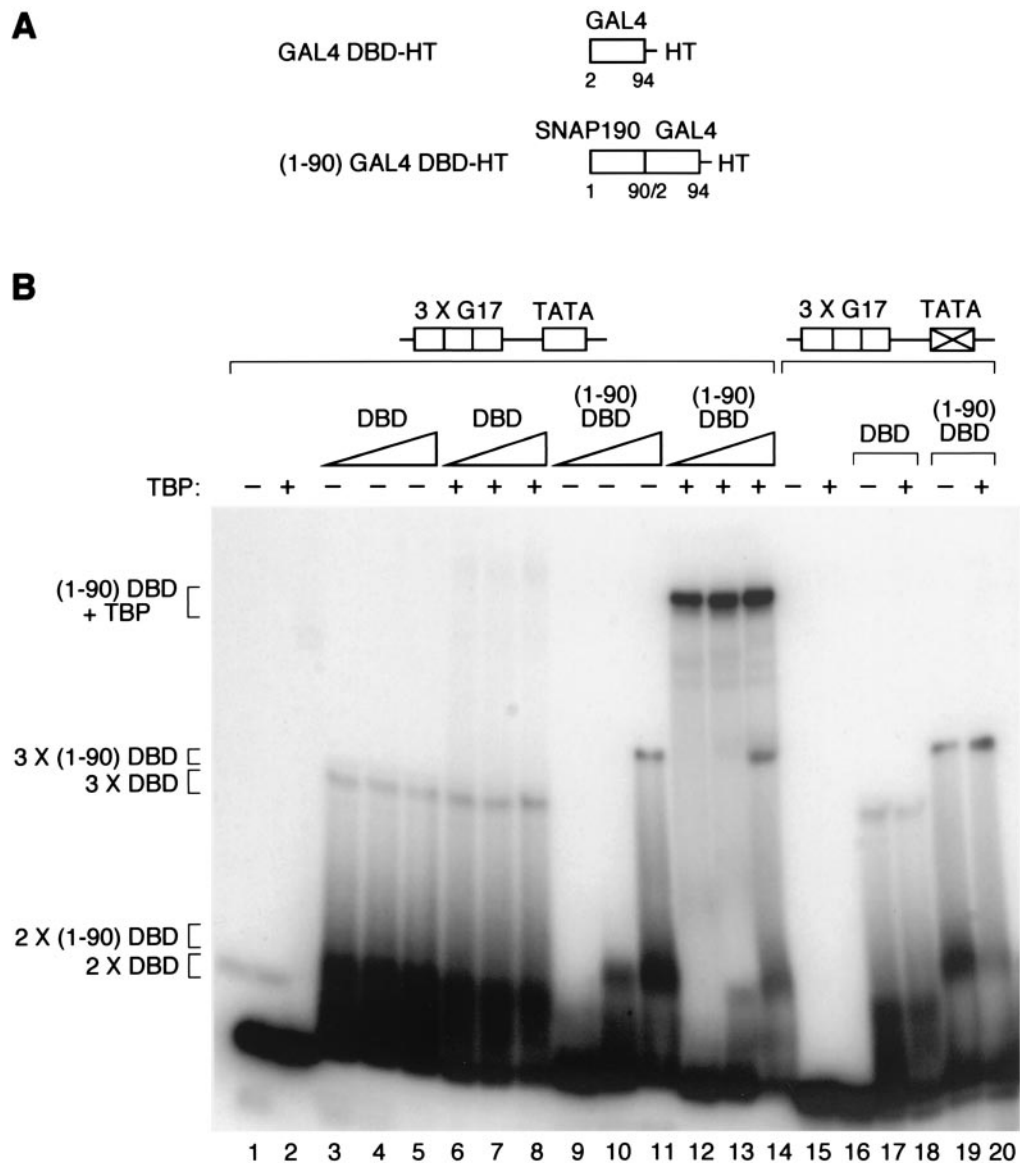 A
GAL4
GAL4 DBD-HT
HT
2 94
SNAP190 GAL4
(1-90) GAL4 DBD-HT
HT
1 90/2 94
B
3 X G17 TATA
3 X G17 TATA
DBD
DBD
(1-90) DBD
(1-90) DBD
DBD
(1-90) DBD
TBP: - + - - - + + + - - - + + + - + - + - +
(1-90) DBD
+ TBP
3 X (1-90) DBD
3 X DBD
2 X (1-90) DBD
2 X DBD
1 2 3 4 5 6 7 8 9 10 11 12 13 14 15 16 17 18 19 20